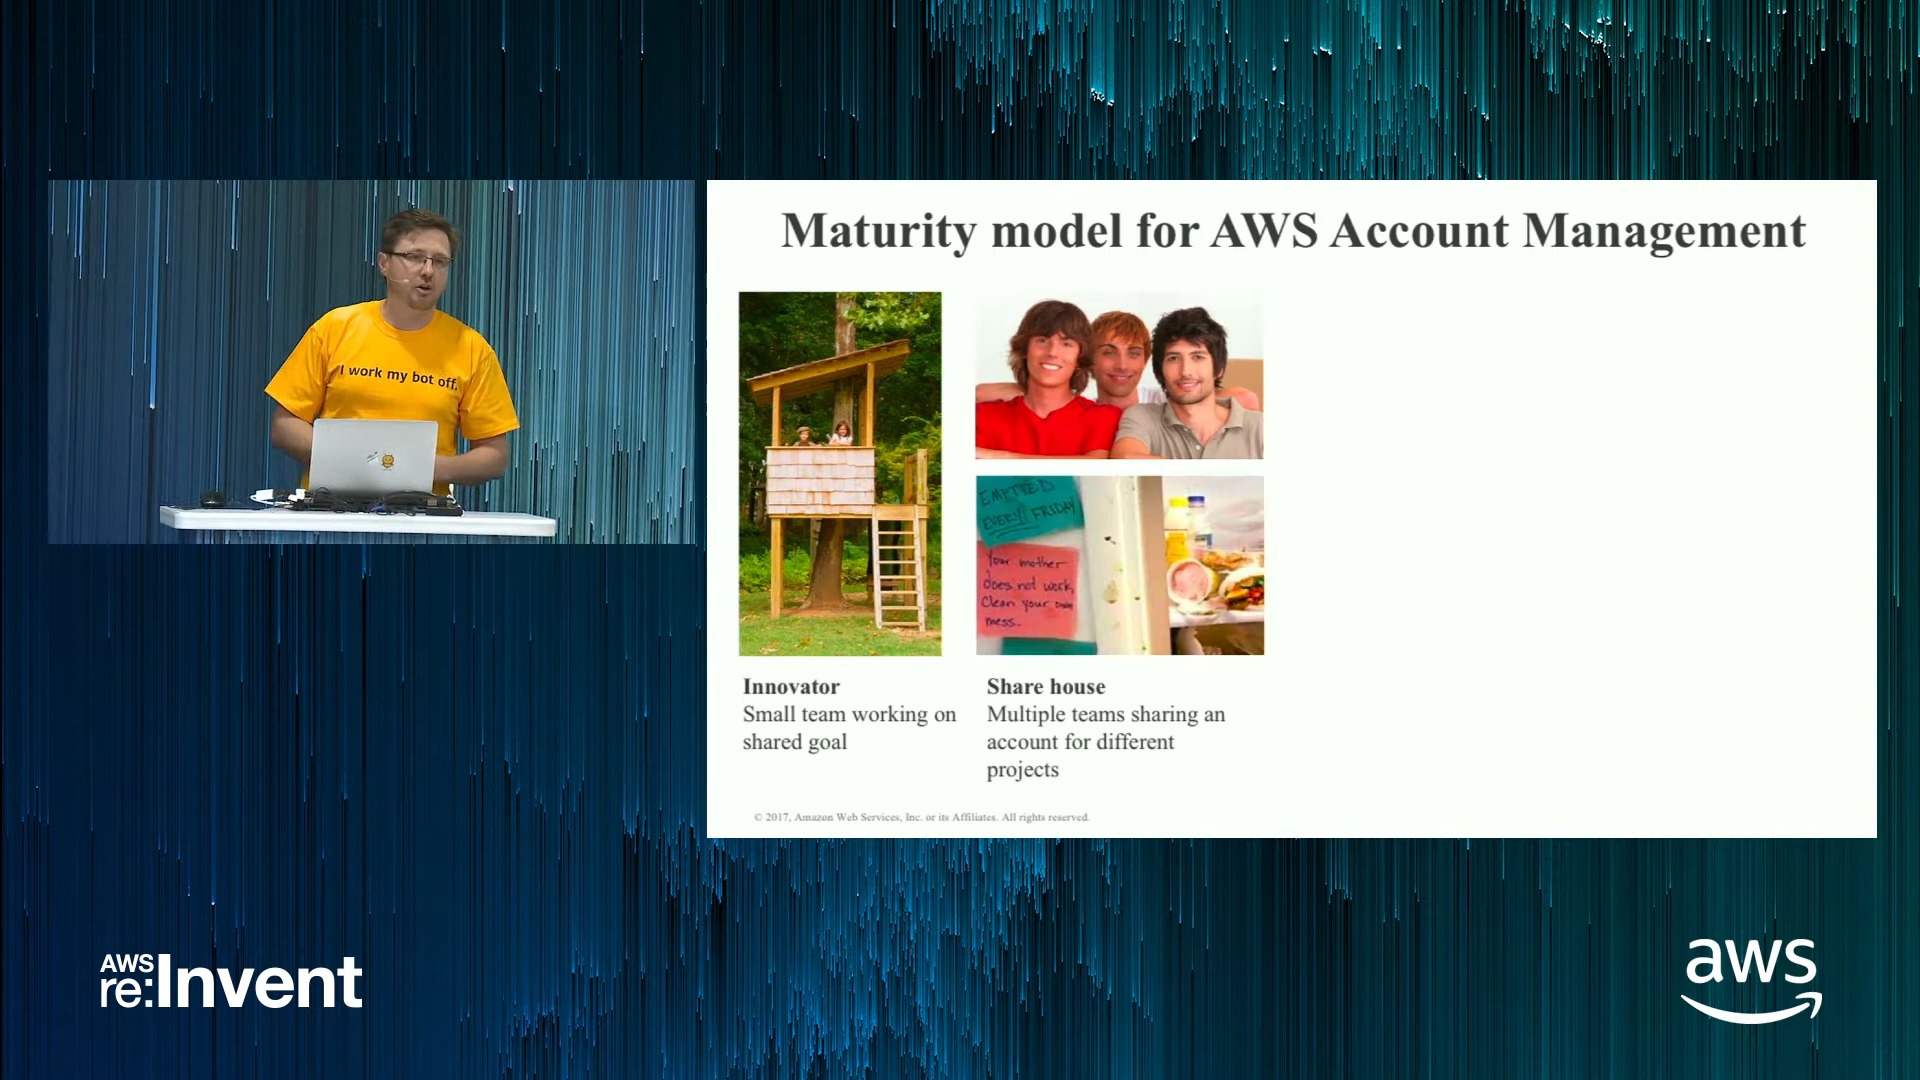 Maturity model for AWS Account Management
I work my bot off.
EMPTIED
EVERY FRIDAY
Your mother
does not work,
Clean your own
mess.
Innovator
Small team working on
shared goal
Share house
Multiple teams sharing an
account for different
projects
© 2017, Amazon Web Services, Inc. or its Affiliates. All rights reserved.
AWS
re:Invent
aws